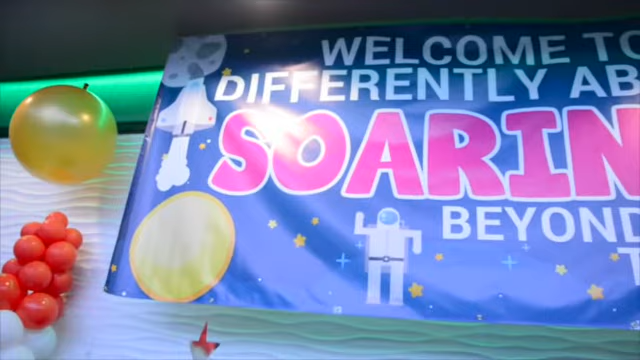 WELCOME TO
DIFFERENTLY AB
SOARIN
BEYOND
T